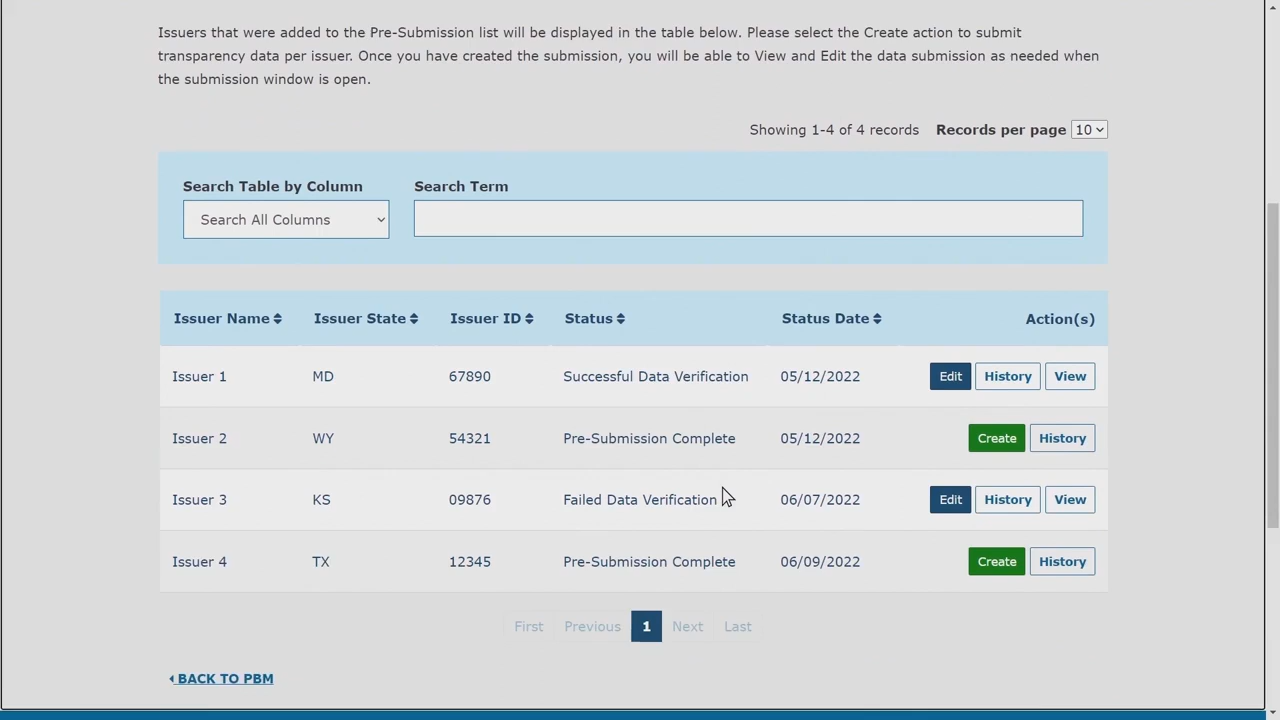 Issuers that were added to the Pre-Submission list will be displayed in the table below. Please select the Create action to submit
transparency data per issuer. Once you have created the submission, you will be able to View and Edit the data submission as needed when
the submission window is open.
Showing 1-4 of 4 records Records per page 10
Search Table by Column Search Term
Search All Columns
Issuer Name Issuer State Issuer ID Status Status Date Action(s)
Issuer 1 MD 67890 Successful Data Verification 05/12/2022 Edit History View
Issuer 2 WY 54321 Pre-Submission Complete 05/12/2022 Create History
Issuer 3 KS 09876 Failed Data Verification 06/07/2022 Edit History View
Issuer 4 TX 12345 Pre-Submission Complete 06/09/2022 Create History
First Previous 1 Next Last
BACK TO PBM